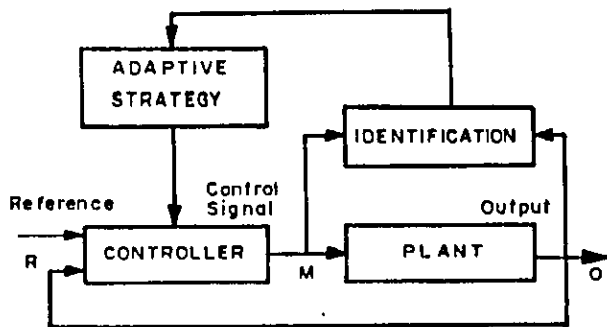 ADAPTIVE
STRATEGY
IDENTIFICATION
Control
Signal
Reference
Output
R
CONTROLLER
M
PLANT
O